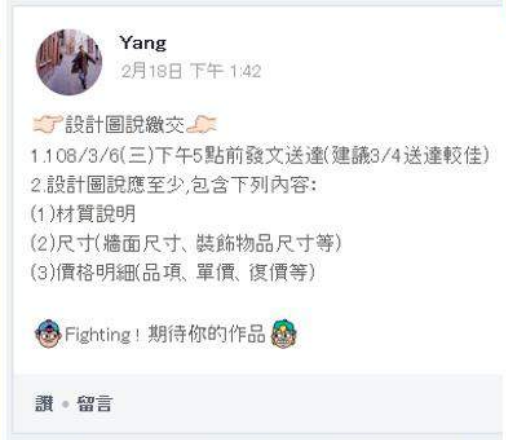 Yang
2月18日 下午 1:42
設計圖說繳交
1.108/3/6(三)下午5點前發文送達(建議3/4送達較佳)
2.設計圖說應至少,包含下列內容:
(1)材質說明
(2)尺寸(牆面尺寸、裝飾物品尺寸等)
(3)價格明細(品項、單價、復價等)
Fighting! 期待你的作品
讚 • 留言